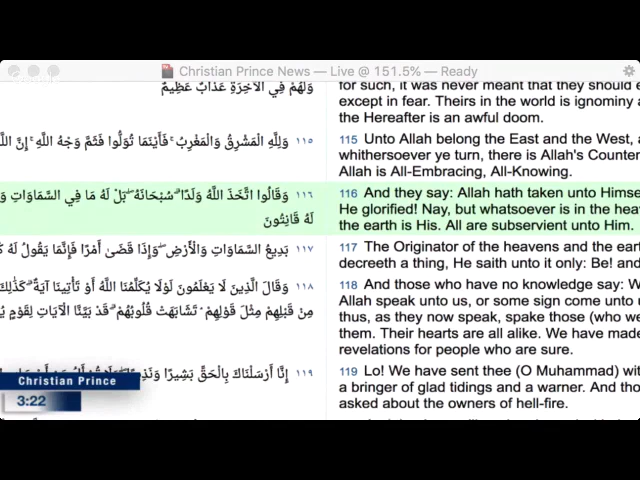 Christian Prince News — Live @ 151.5% — Ready
وَلَهُمْ فِي الْآخِرَةِ عَذَابٌ عَظِيمٌ
١١٥ وَلِلَّهِ الْمَشْرِقُ وَالْمَغْرِبُ ۚ فَأَيْنَمَا تُوَلُّوا فَثَمَّ وَجْهُ اللَّهِ ۚ إِنَّ
١١٦ وَقَالُوا اتَّخَذَ اللَّهُ وَلَدًا ۗ سُبْحَانَهُ ۖ بَلْ لَهُ مَا فِي السَّمَاوَاتِ
لَهُ قَانِتُونَ
١١٧ بَدِيعُ السَّمَاوَاتِ وَالْأَرْضِ ۖ وَإِذَا قَضَىٰ أَمْرًا فَإِنَّمَا يَقُولُ لَهُ
١١٨ وَقَالَ الَّذِينَ لَا يَعْلَمُونَ لَوْلَا يُكَلِّمُنَا اللَّهُ أَوْ تَأْتِينَا آيَةٌ ۗ كَذَٰلِكَ
مِنْ قَبْلِهِمْ مِثْلَ قَوْلِهِمْ ۘ تَشَابَهَتْ قُلُوبُهُمْ ۗ قَدْ بَيَّنَّا الْآيَاتِ لِقَوْمٍ
١١٩ إِنَّا أَرْسَلْنَاكَ بِالْحَقِّ بَشِيرًا
for such, it was never meant that they should
except in fear. Theirs in the world is ignominy
the Hereafter is an awful doom.
115 Unto Allah belong the East and the West,
whithersoever ye turn, there is Allah's
Allah is All-Embracing, All-Knowing.
116 And they say: Allah hath taken unto
He glorified! Nay, but whatsoever is in the
the earth is His. All are subservient unto Him.
117 The Originator of the heavens and the
decreeth a thing, He saith unto it only: Be!
118 And those who have no knowledge say:
Allah speak unto us, or some sign come unto
thus, as they now speak, spake those (who
them. Their hearts are all alike. We have made
revelations for people who are sure.
119 Lo! We have sent thee (O Muhammad)
a bringer of glad tidings and a warner. And
asked about the owners of hell-fire.
Christian Prince
3:22